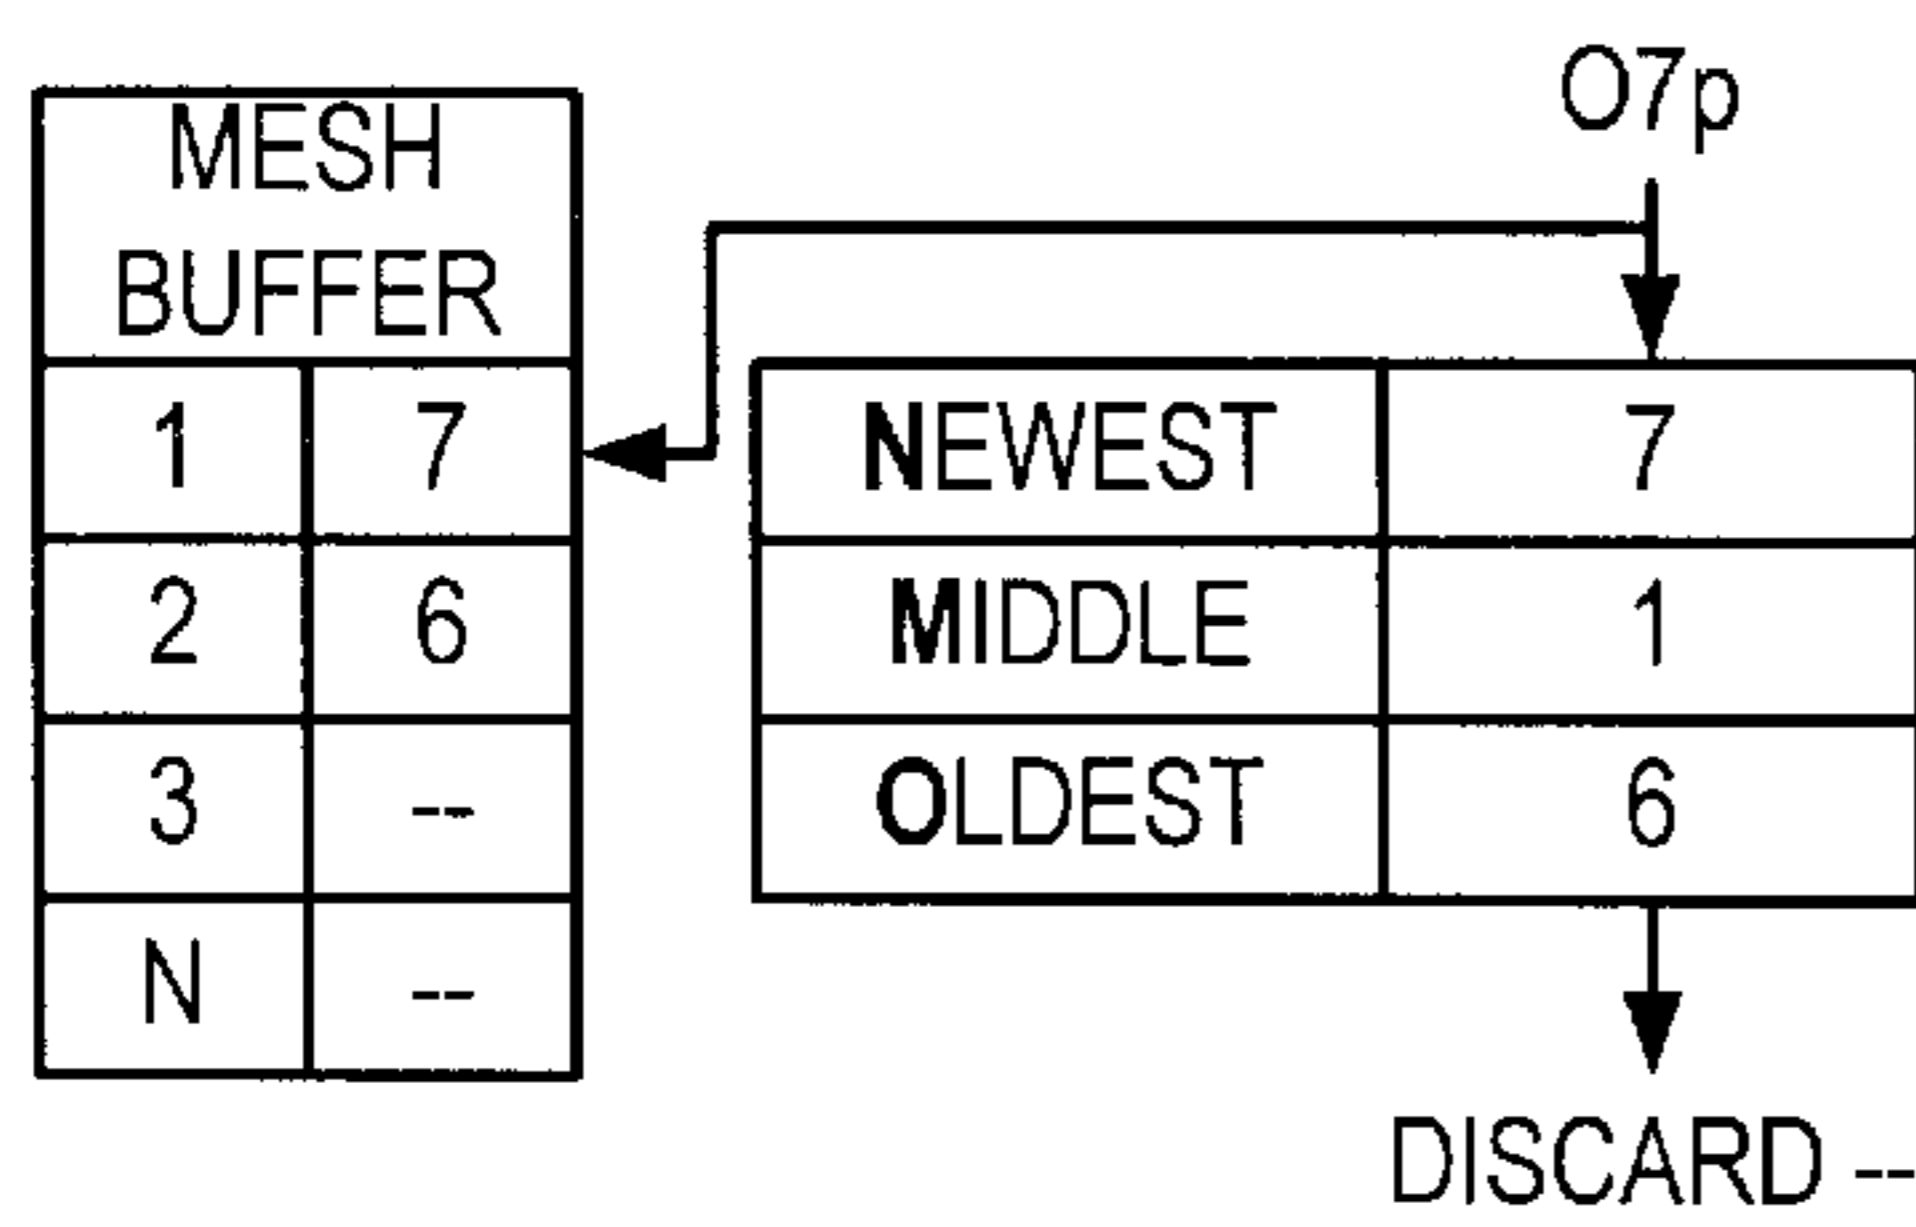 O7p
MESH
BUFFER
1 7
2 6
3 --
N --
NEWEST 7
MIDDLE 1
OLDEST 6
DISCARD --